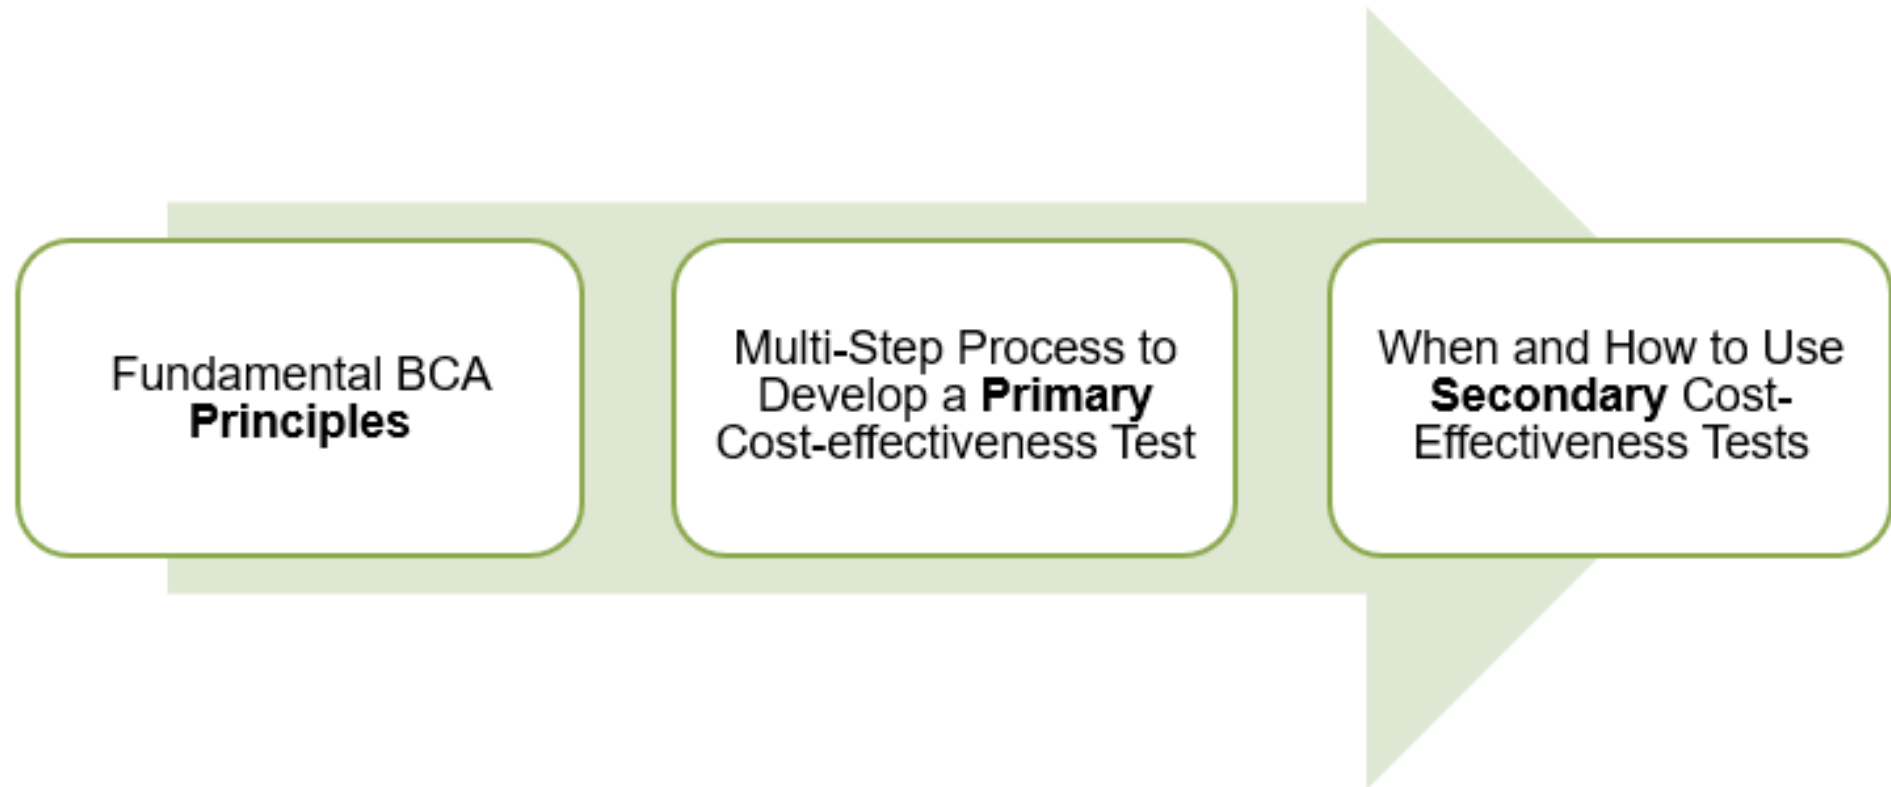 Fundamental BCA
Principles
Multi-Step Process to
Develop a Primary
Cost-effectiveness Test
When and How to Use
Secondary Cost-
Effectiveness Tests